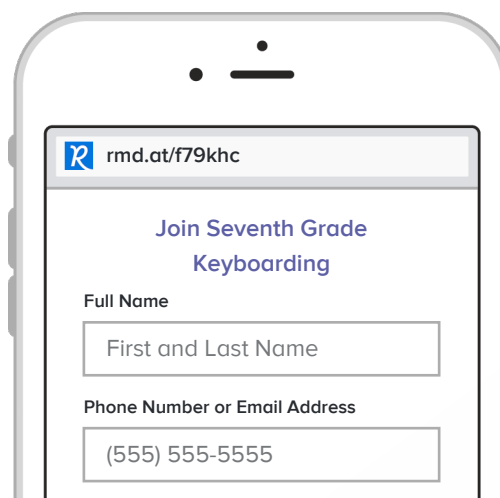 rmd.at/f79khc
Join Seventh Grade
Keyboarding
Full Name
First and Last Name
Phone Number or Email Address
(555) 555-5555